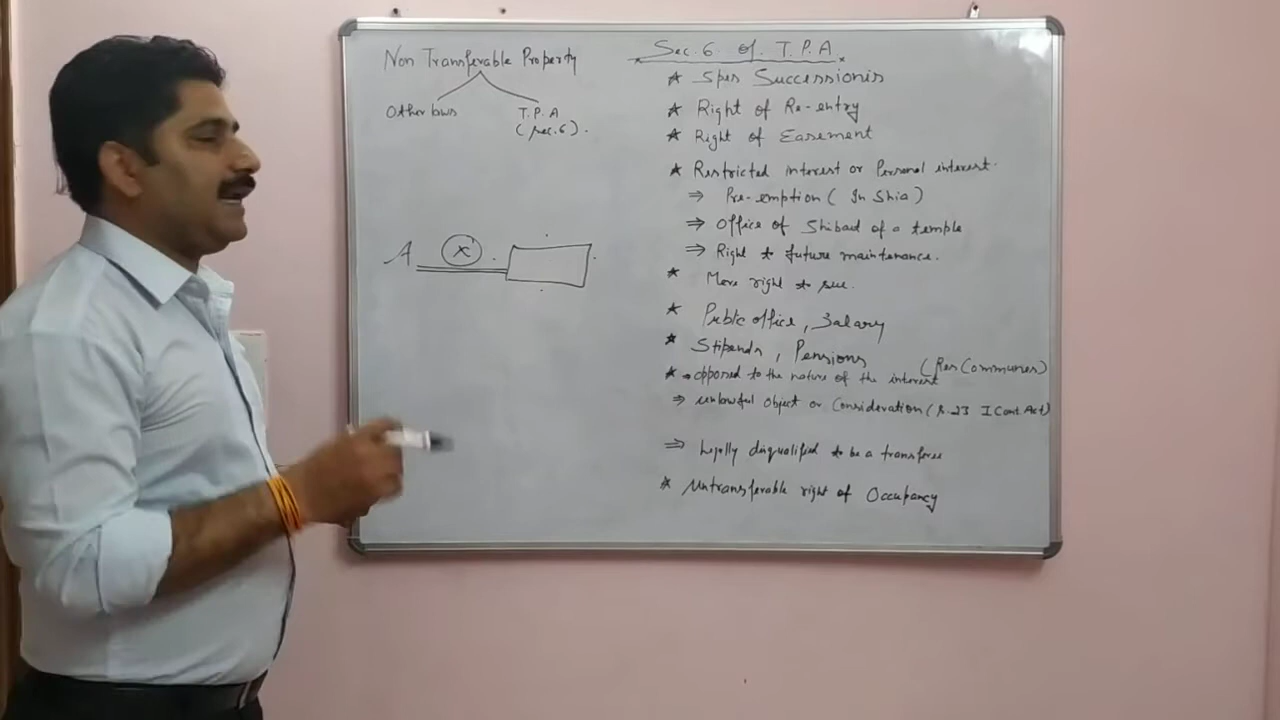 Non Transferable Property
Other laws
T.P.A
(Sec.6).
A
X
Sec. 6 of T.P.A.
★ Spes Successionis
★ Right of Re-entry
★ Right of Easement
★ Restricted interest or Personal interest.
⇒ Pre-emption (In Shia)
⇒ Office of Shibait of a temple
⇒ Right to future maintenance.
★ Mere right to sue.
★ Public office, Salary
★ Stipends, Pensions
(Res Communes)
★ opposed to the nature of the interest
⇒ unlawful object or Consideration (s. 23 I Cont Act)
⇒ Legally disqualified to be a transferee
★ Untransferable right of Occupancy